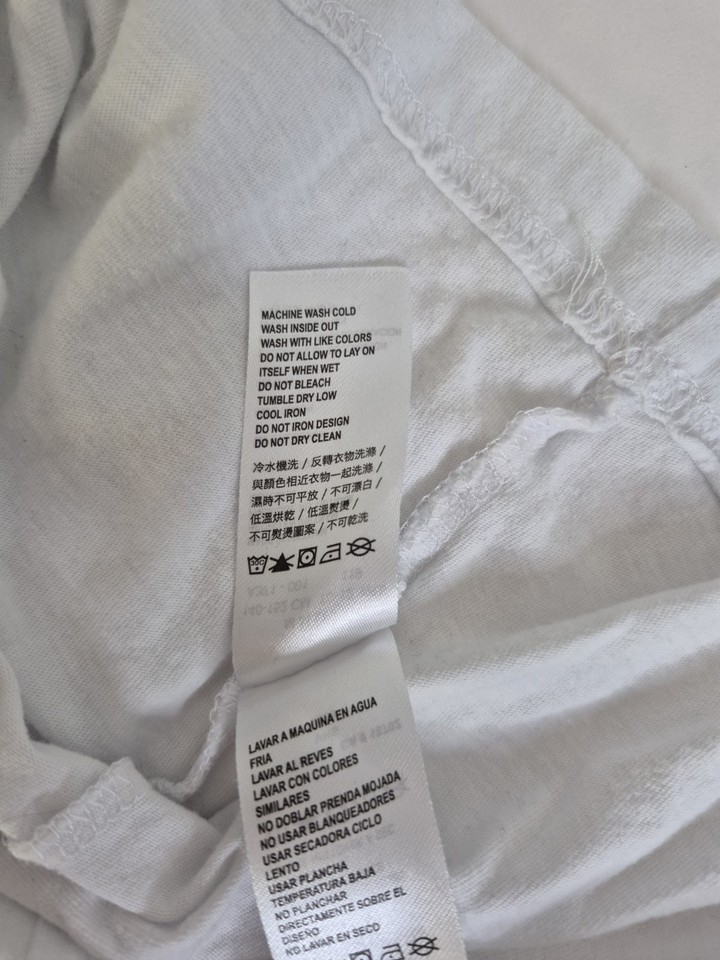 MACHINE WASH COLD
WASH INSIDE OUT
WASH WITH LIKE COLORS
DO NOT ALLOW TO LAY ON
ITSELF WHEN WET
DO NOT BLEACH
TUMBLE DRY LOW
COOL IRON
DO NOT IRON DESIGN
DO NOT DRY CLEAN
冷水機洗 / 反轉衣物洗滌 /
與顏色相近衣物一起洗滌 /
濕時不可平放 / 不可漂白 /
低溫烘乾 / 低溫熨燙 /
不可熨燙圖案 / 不可乾洗
LAVAR A MAQUINA EN AGUA
FRIA
LAVAR AL REVES
LAVAR CON COLORES
SIMILARES
NO DOBLAR PRENDA MOJADA
NO USAR BLANQUEADORES
USAR SECADORA CICLO
LENTO
USAR PLANCHA
TEMPERATURA BAJA
NO PLANCHAR
DIRECTAMENTE SOBRE EL
DISEÑO
NO LAVAR EN SECO